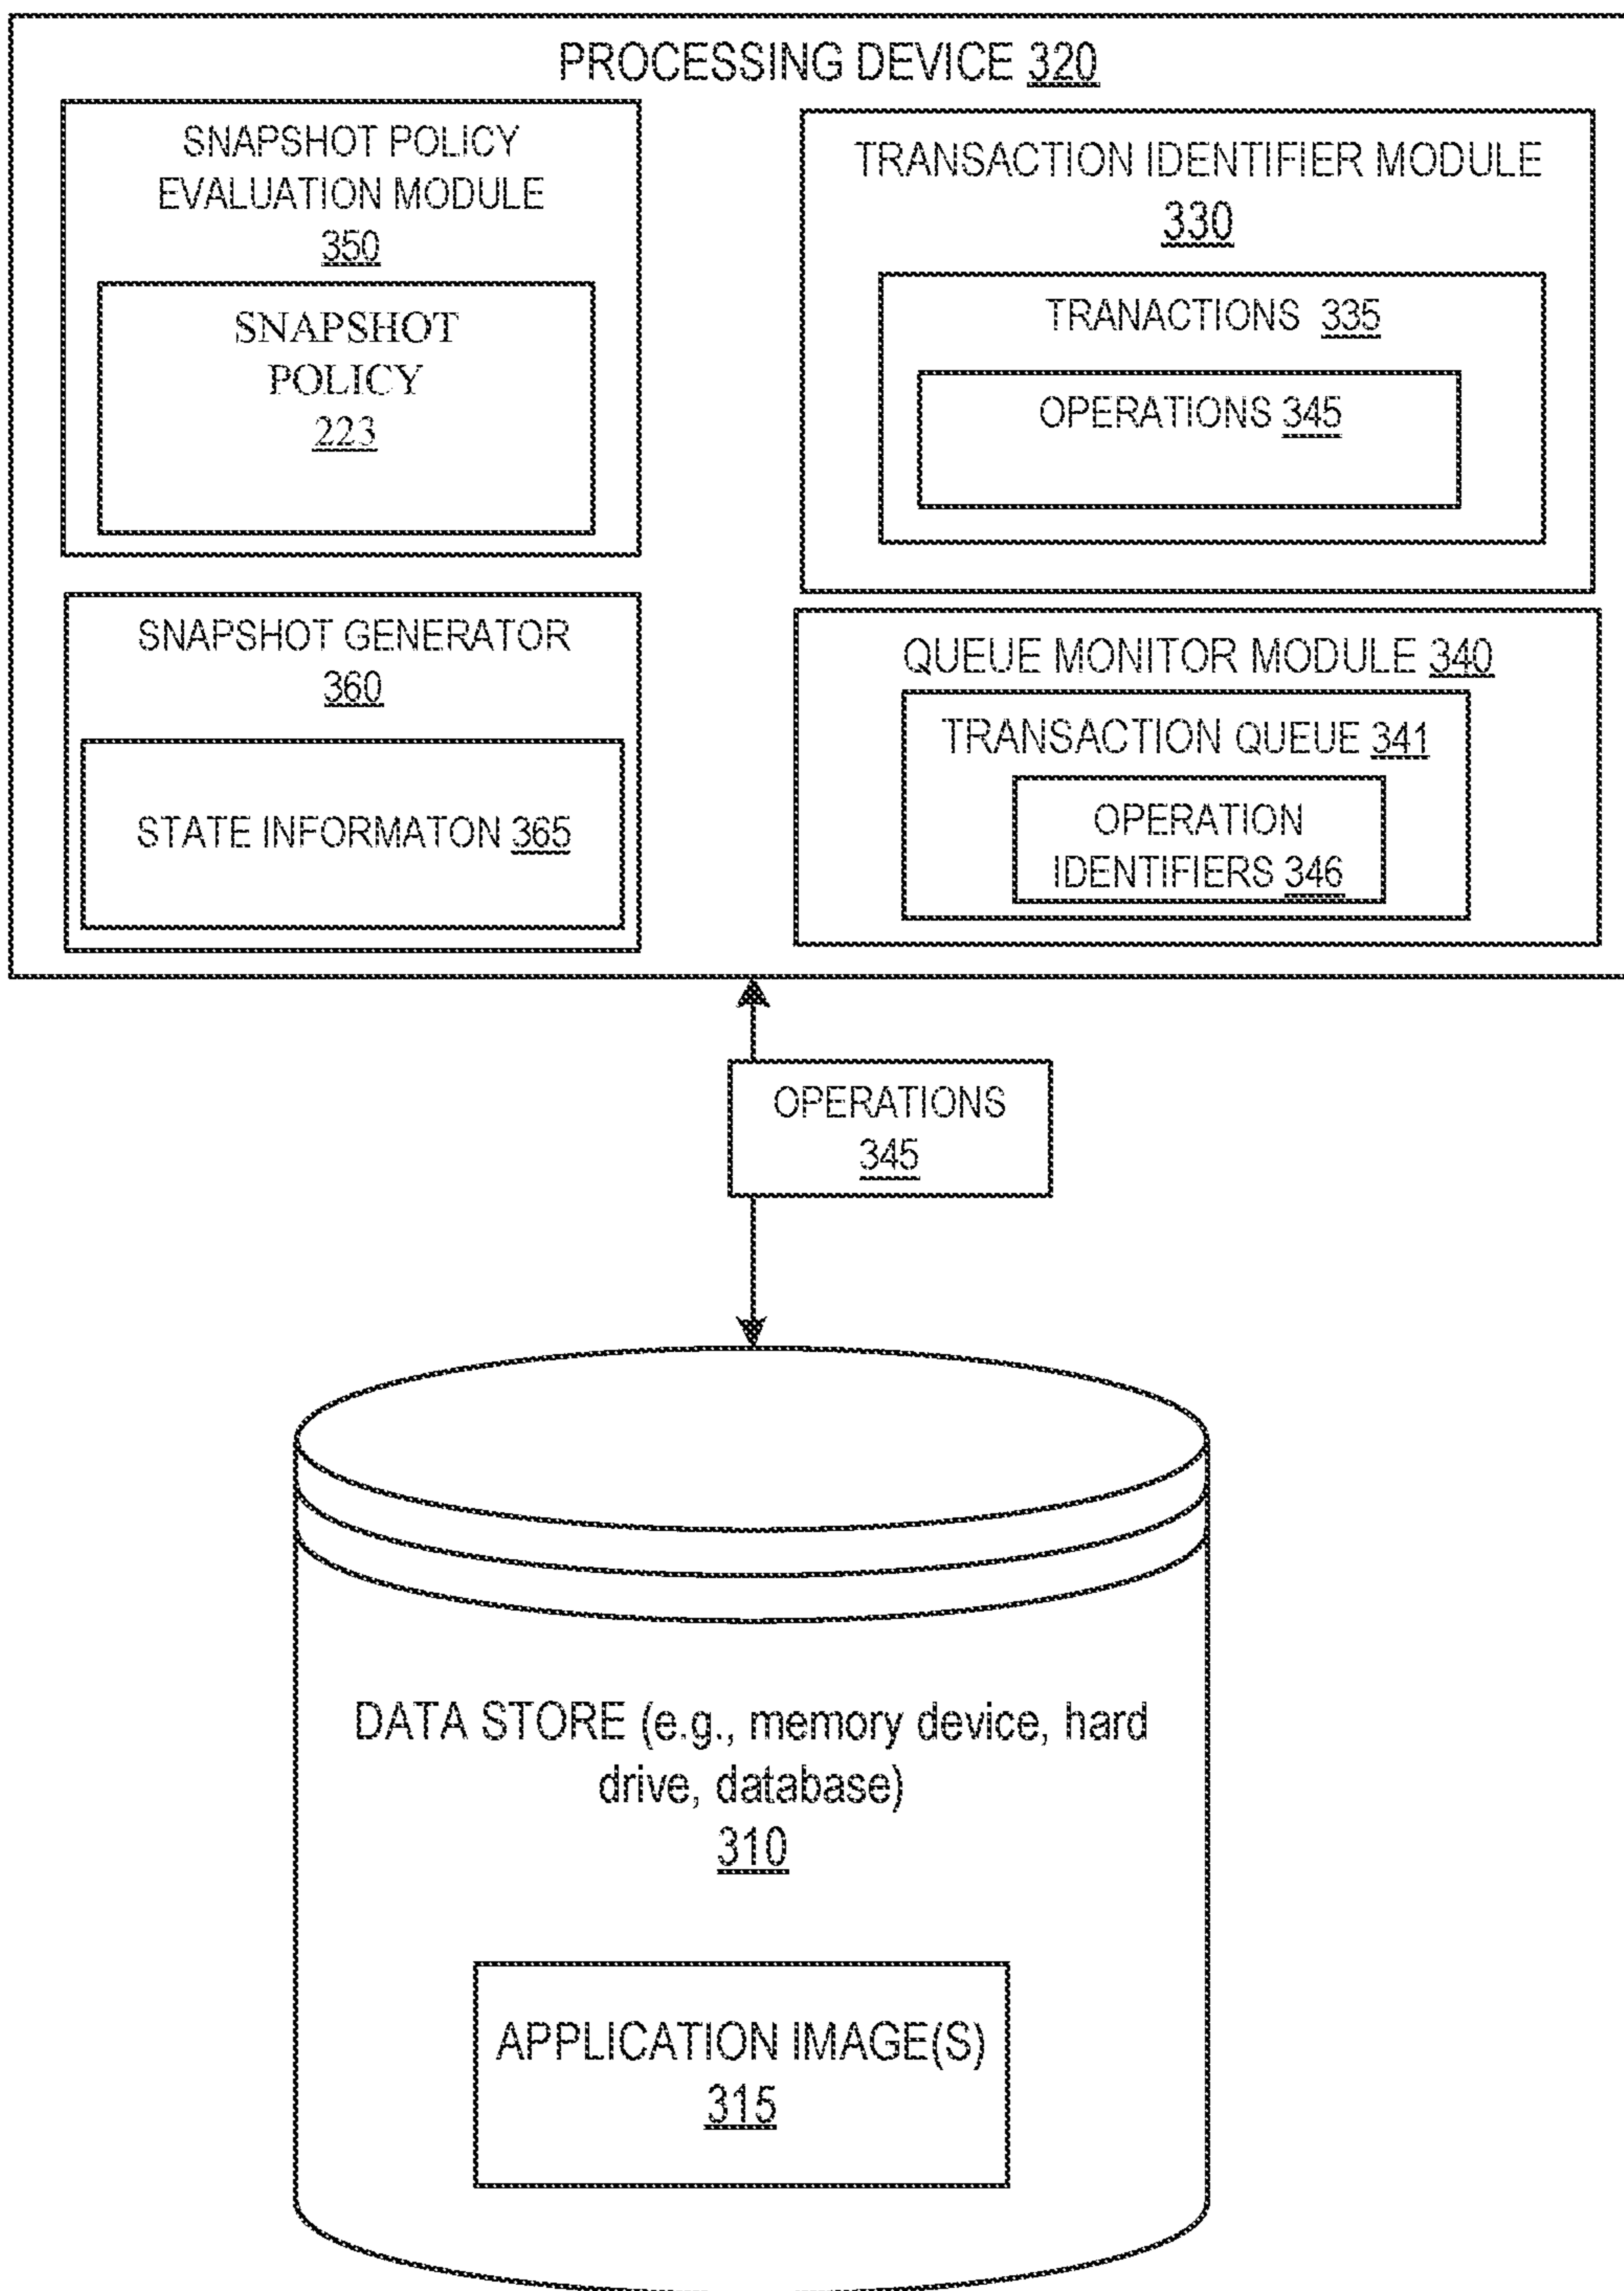 PROCESSING DEVICE 320
SNAPSHOT POLICY
EVALUATION MODULE
350
SNAPSHOT
POLICY
223
TRANSACTION IDENTIFIER MODULE
330
TRANACTIONS 335
OPERATIONS 345
SNAPSHOT GENERATOR
360
STATE INFORMATON 365
QUEUE MONITOR MODULE 340
TRANSACTION QUEUE 341
OPERATION
IDENTIFIERS 346
OPERATIONS
345
DATA STORE (e.g., memory device, hard
drive, database)
310
APPLICATION IMAGE(S)
315